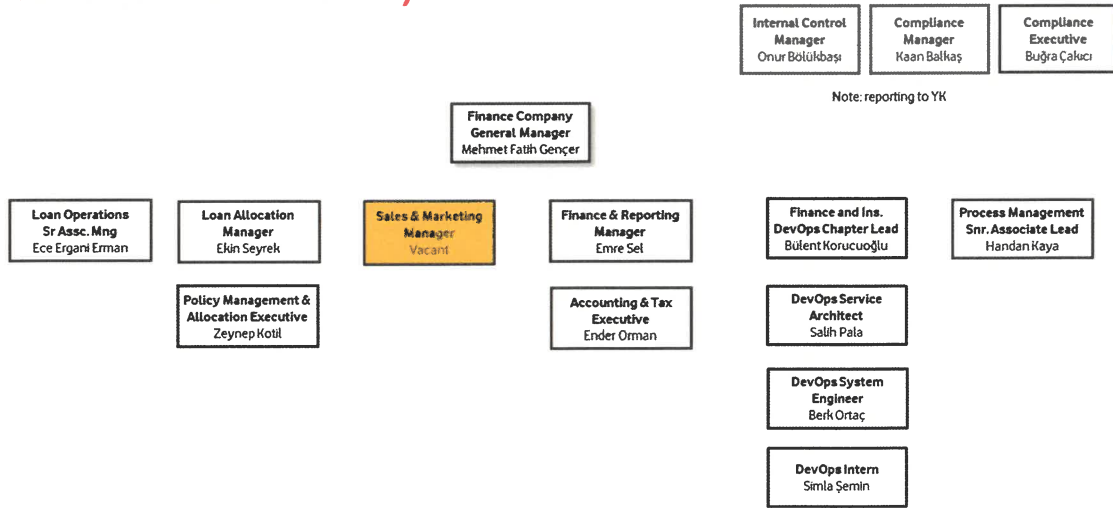 Internal Control
Manager
Onur Bölükbaşı
Compliance
Manager
Kaan Balkaş
Compliance
Executive
Buğra Çakıcı
Note: reporting to YK
Finance Company
General Manager
Mehmet Fatih Gençer
Loan Operations
Sr Assc. Mng
Ece Ergani Erman
Loan Allocation
Manager
Ekin Seyrek
Sales & Marketing
Manager
Vacant
Finance & Reporting
Manager
Emre Sel
Finance and Ins.
DevOps Chapter Lead
Bülent Korucuoğlu
Process Management
Snr. Associate Lead
Handan Kaya
Policy Management &
Allocation Executive
Zeynep Kotil
Accounting & Tax
Executive
Ender Orman
DevOps Service
Architect
Salih Pala
DevOps System
Engineer
Berk Ortaç
DevOps Intern
Simla Şemin